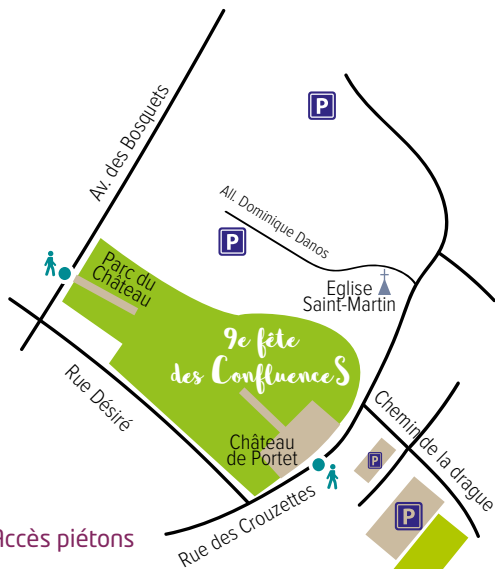 Av. des Bosquets
P
All. Dominique Danos
P
Parc du
Château
Eglise
Saint-Martin
9e fête
des ConfluenceS
Rue Désiré
Château
de Portet
Chemin de la drague
P
Rue des Crouzettes
P
Accès piétons